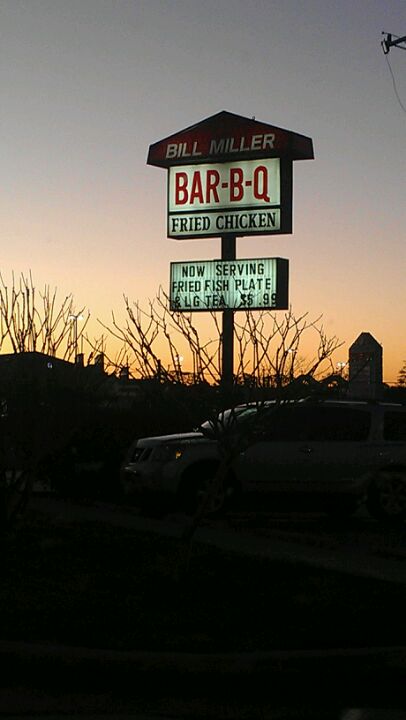 BILL MILLER
BAR-B-Q
FRIED CHICKEN
NOW SERVING
FRIED FISH PLATE
& LG TEA $5.99